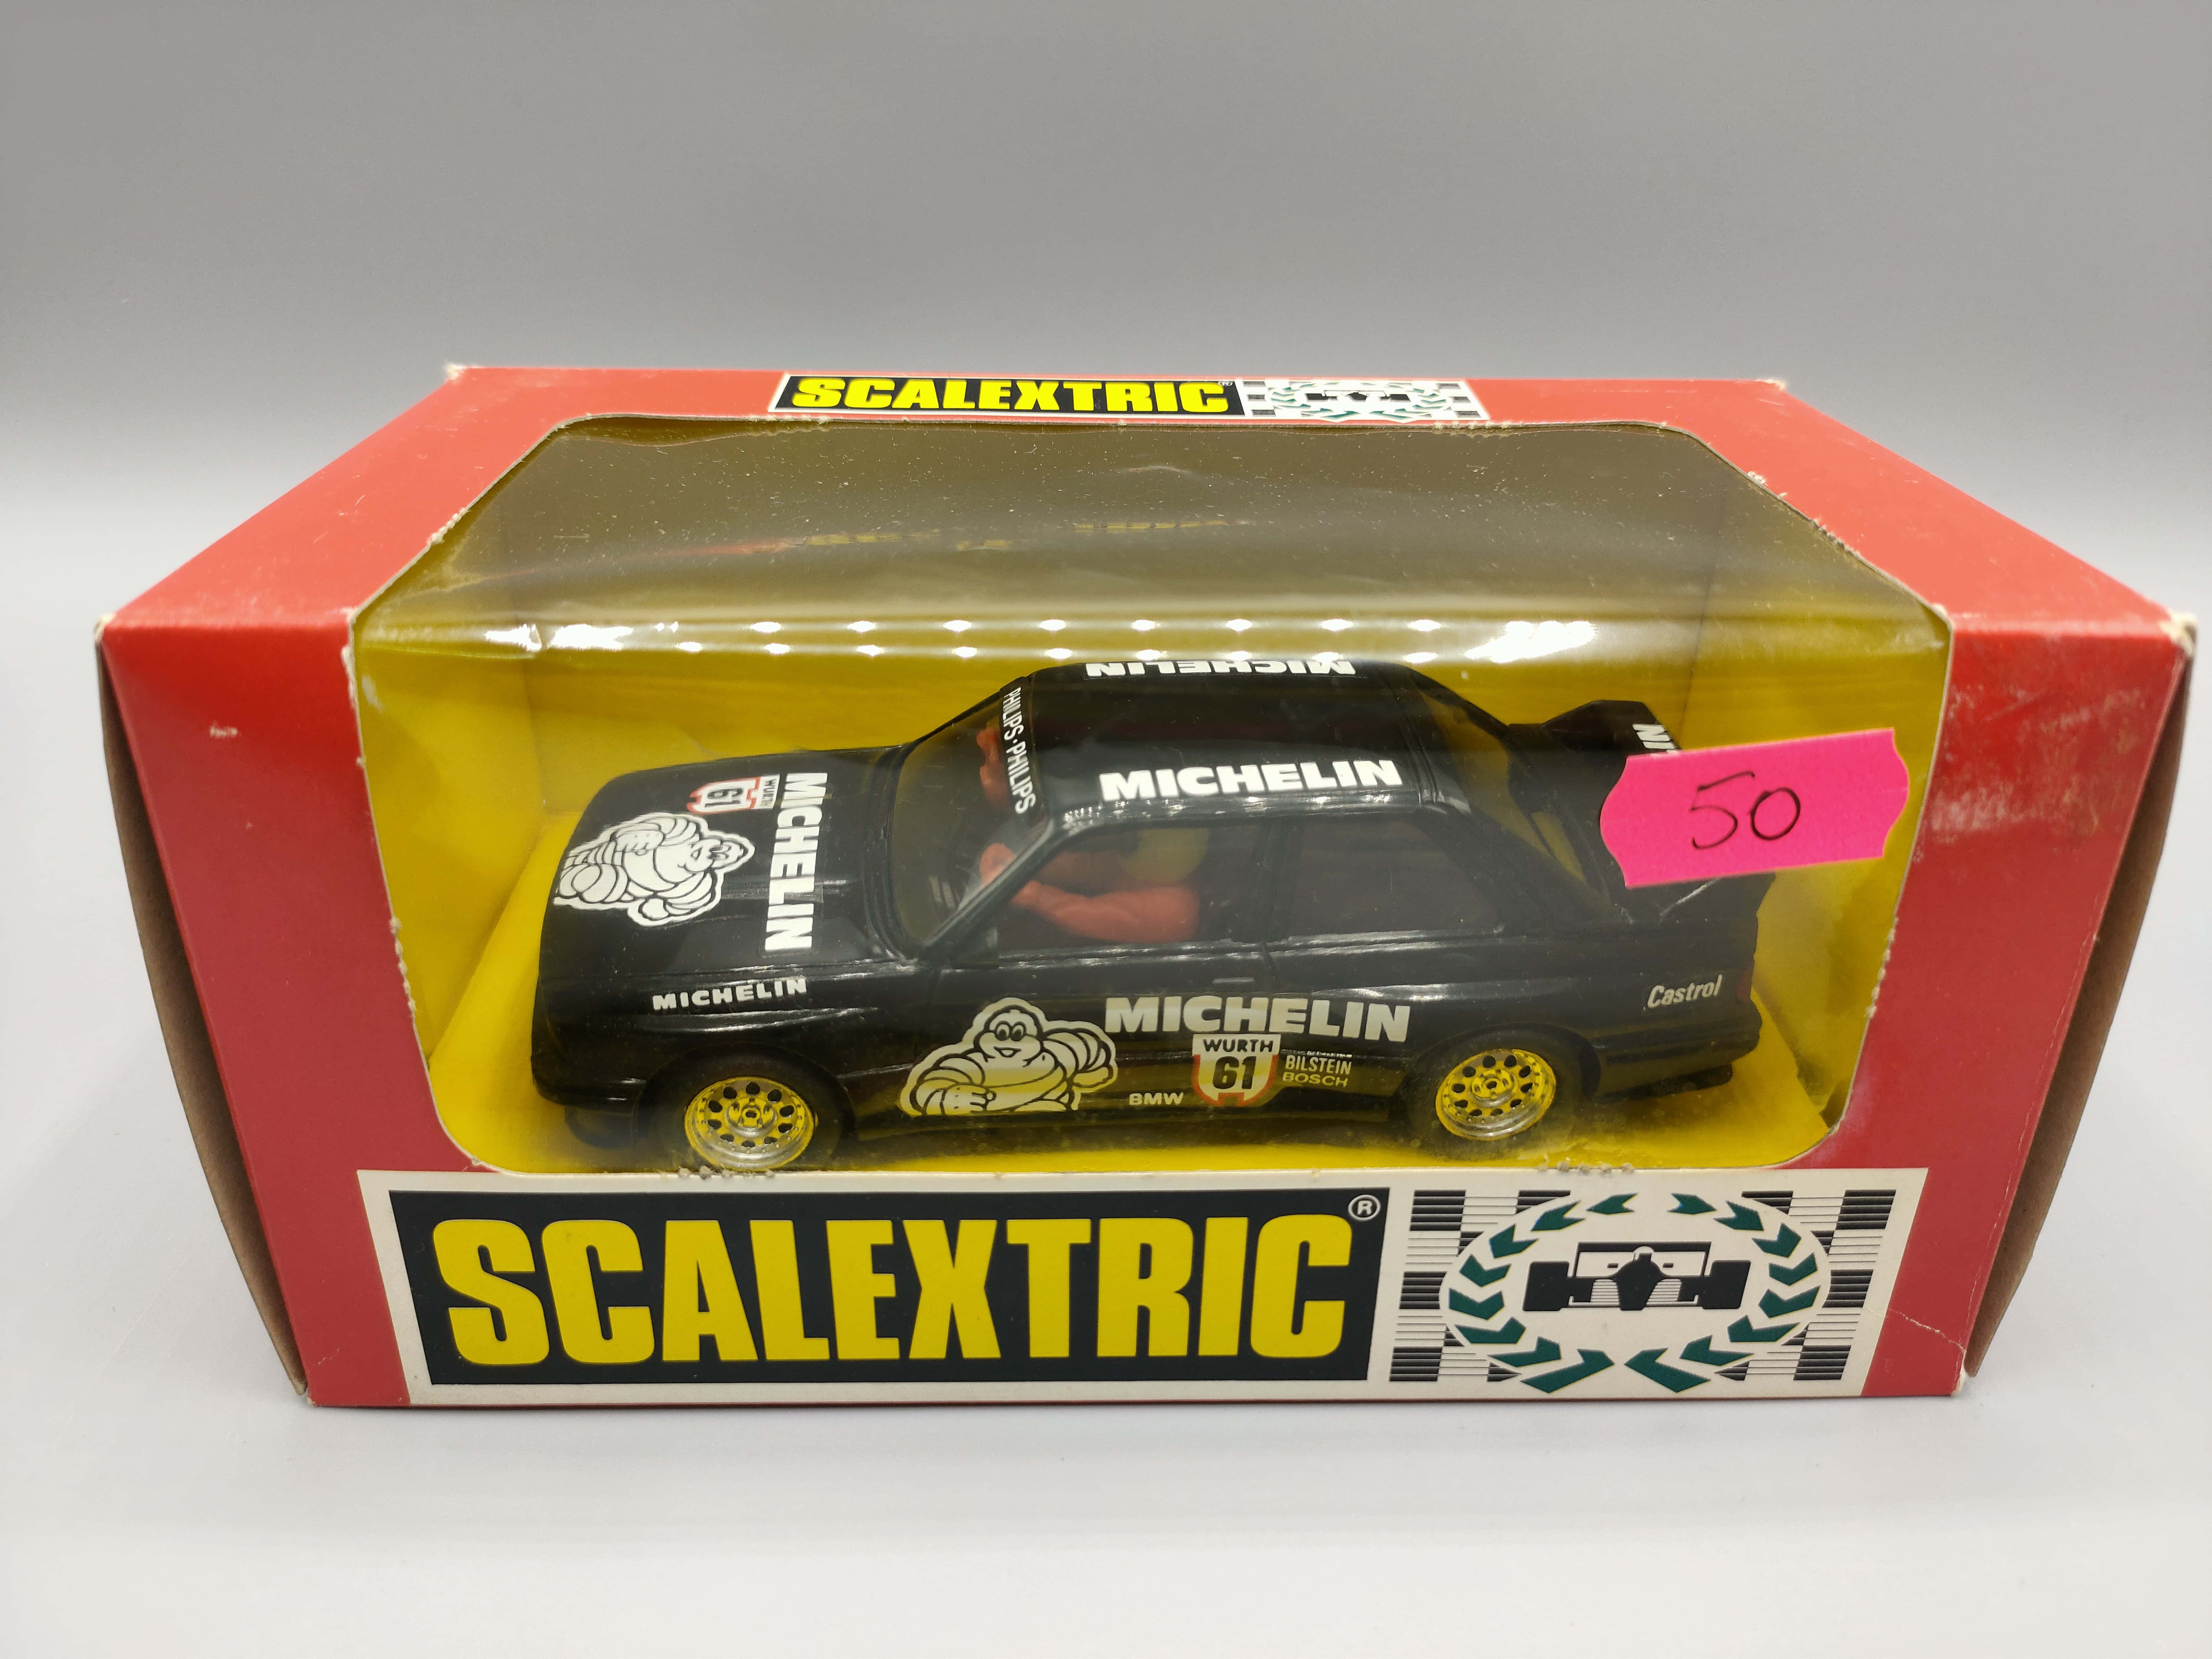 SCALEXTRIC®
MICHELIN
PHILIPS·PHILIPS
MICHELIN
50
WURTH
61
MICHELIN
MICHELIN
MICHELIN
WURTH
61
BILSTEIN
BOSCH
BMW
Castrol
SCALEXTRIC®